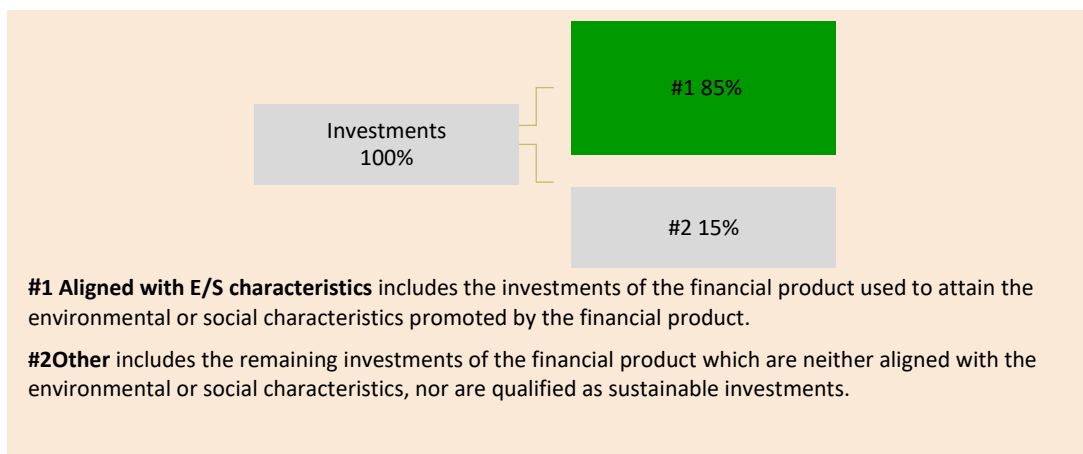 #1 85%
Investments
100%
#2 15%
#1 Aligned with E/S characteristics includes the investments of the financial product used to attain the
environmental or social characteristics promoted by the financial product.
#2Other includes the remaining investments of the financial product which are neither aligned with the
environmental or social characteristics, nor are qualified as sustainable investments.